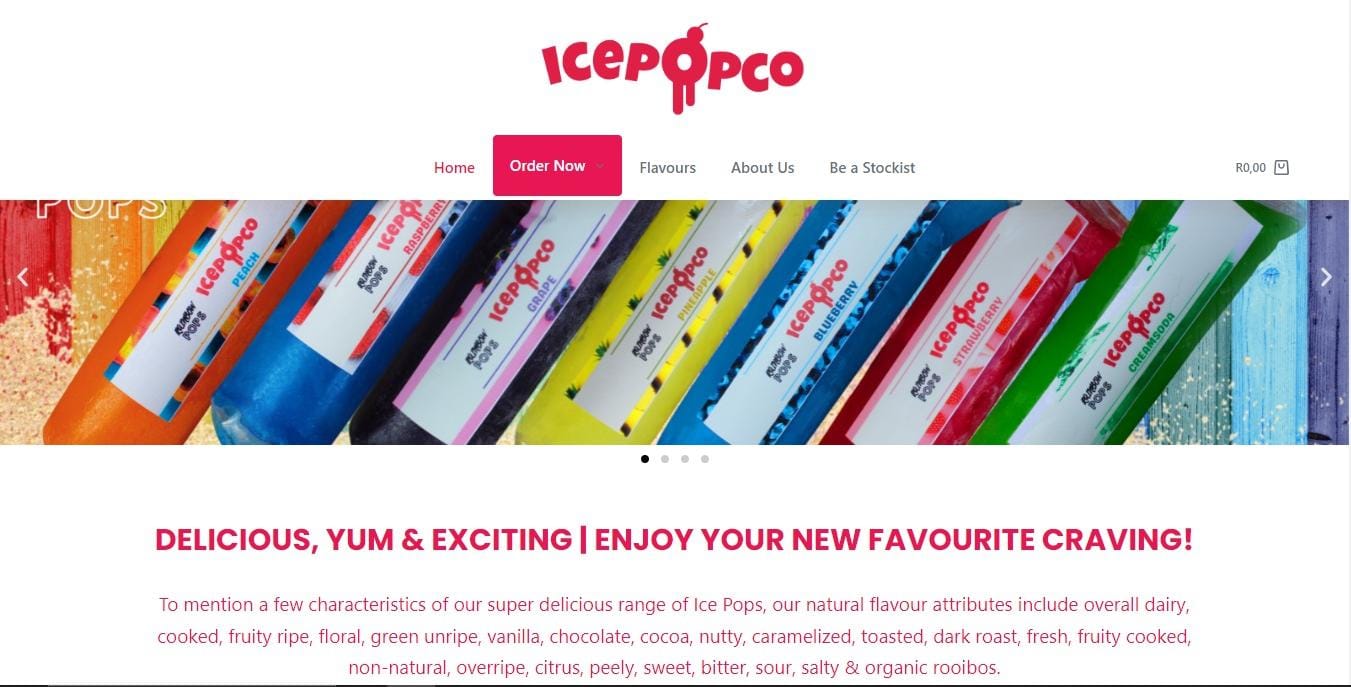 ICEPOPCO
Home
Order Now
Flavours
About Us
Be a Stockist
R0,00
POPS
RAINBOW POPS ICEPOPCO PEACH
RAINBOW POPS ICEPOPCO RASPBERRY
RAINBOW POPS ICEPOPCO GRAPE
RAINBOW POPS ICEPOPCO PINEAPPLE
RAINBOW POPS ICEPOPCO BLUEBERRY
RAINBOW POPS ICEPOPCO STRAWBERRY
RAINBOW POPS ICEPOPCO CREAMSODA
DELICIOUS, YUM & EXCITING | ENJOY YOUR NEW FAVOURITE CRAVING!
To mention a few characteristics of our super delicious range of Ice Pops, our natural flavour attributes include overall dairy,
cooked, fruity ripe, floral, green unripe, vanilla, chocolate, cocoa, nutty, caramelized, toasted, dark roast, fresh, fruity cooked,
non-natural, overripe, citrus, peely, sweet, bitter, sour, salty & organic rooibos.